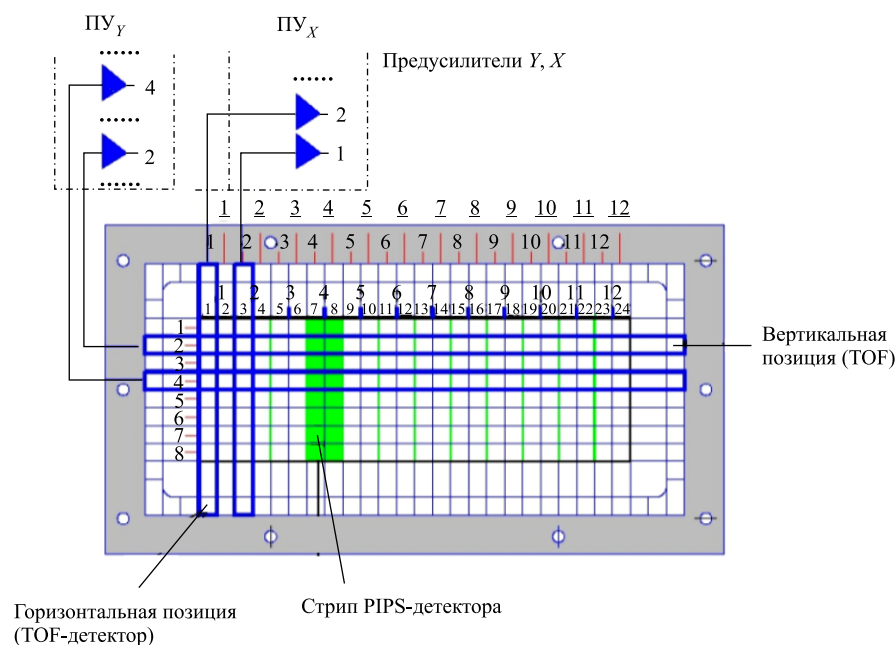 ПУY ПУX
...... Предусилители Y, X
4 ......
...... 2
2 1
......
1 2 3 4 5 6 7 8 9 10 11 12
1 2 3 4 5 6 7 8 9 10 11 12
1 2 3 4 5 6 7 8 9 10 11 12
1 2 3 4 5 6 7 8 9 10 11 12 13 14 15 16 17 18 19 20 21 22 23 24
1
2
3
4
5
6
7
8
Вертикальная
позиция (TOF)
Горизонтальная позиция
(TOF-детектор)
Стрип PIPS-детектора